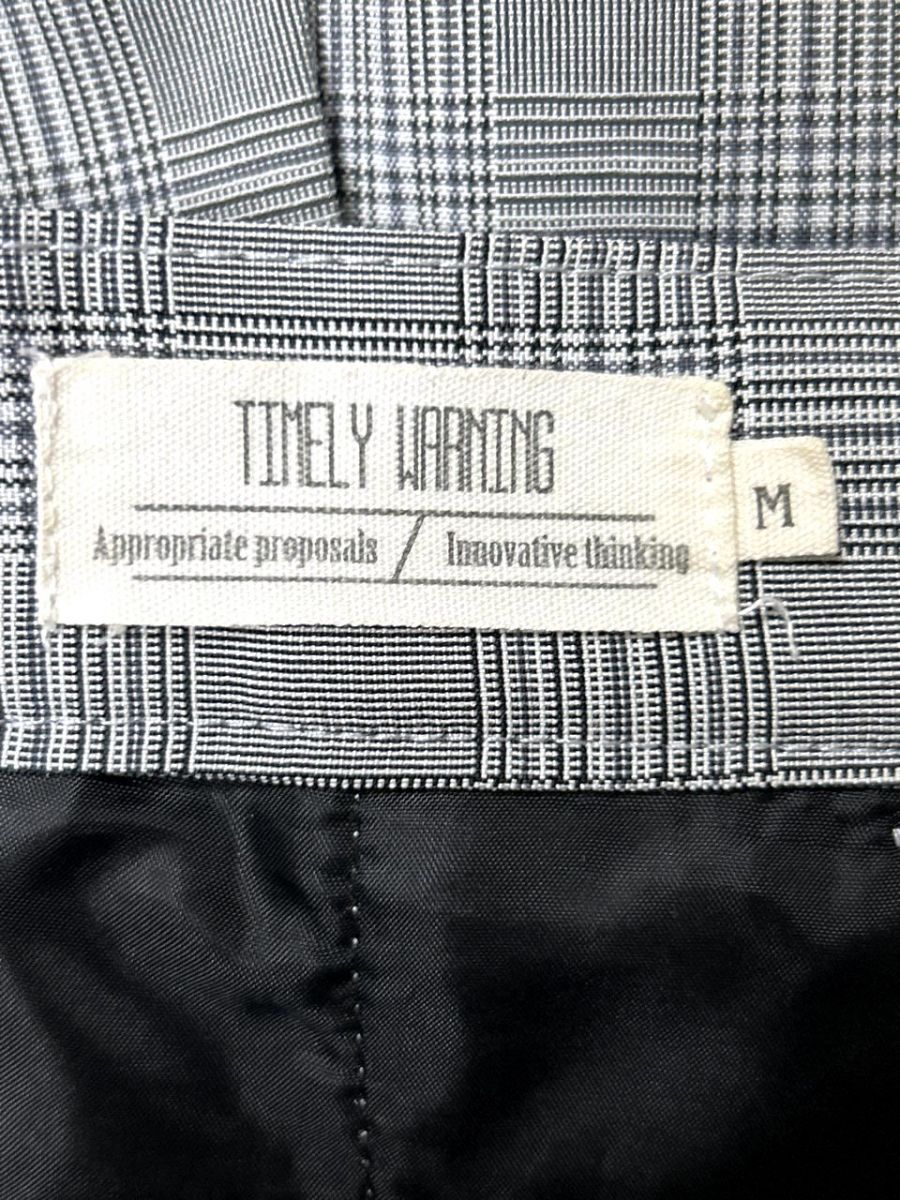 TIMELY WARNING
Appropriate proposals / Innovative thinking
M